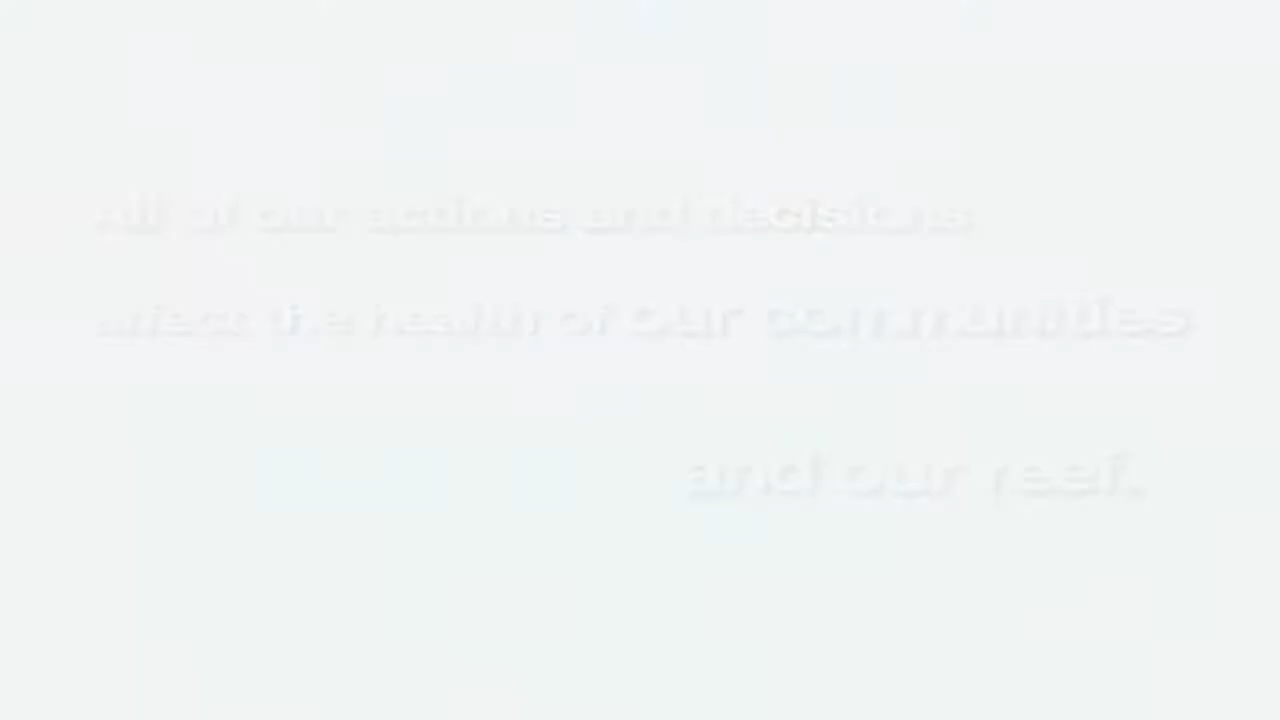 All of our actions and decisions
affect the health of our communities
and our reef.